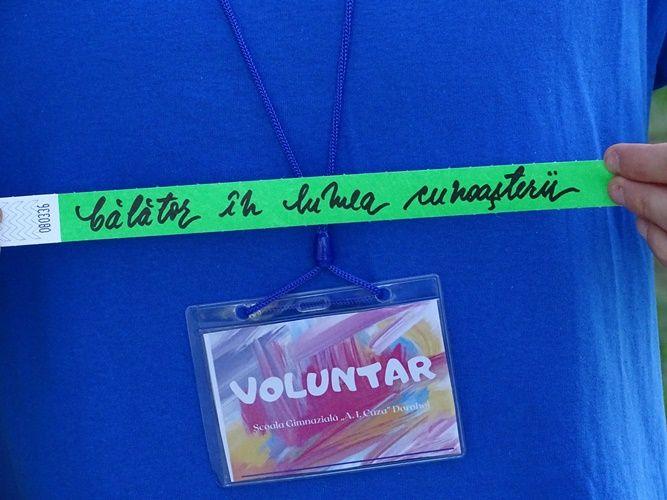 080336
Călător în lumea cunoașterii
VOLUNTAR
Școala Gimnazială „A. I. Cuza” Dorohoi